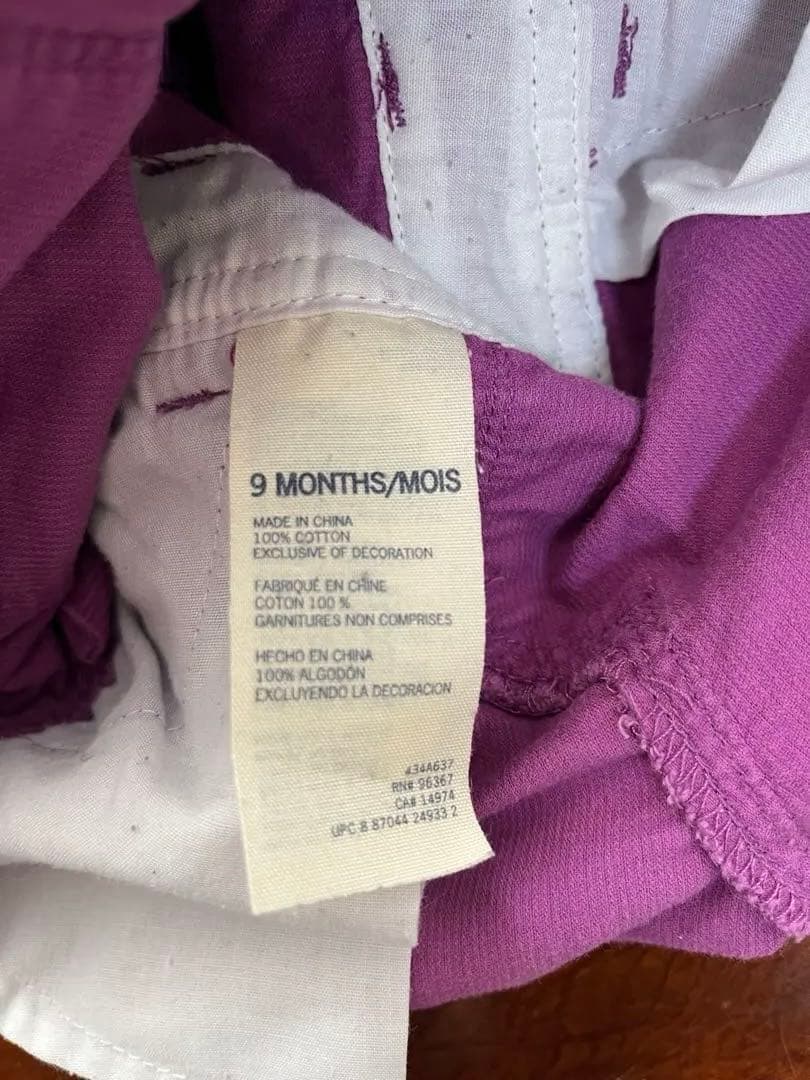 9 MONTHS/MOIS
MADE IN CHINA
100% COTTON
EXCLUSIVE OF DECORATION
FABRIQUÉ EN CHINE
COTON 100 %
GARNITURES NON COMPRISES
HECHO EN CHINA
100% ALGODÓN
EXCLUYENDO LA DECORACION
434A637
RN# 96367
CA# 14974
UPC 8 87044 24933 2